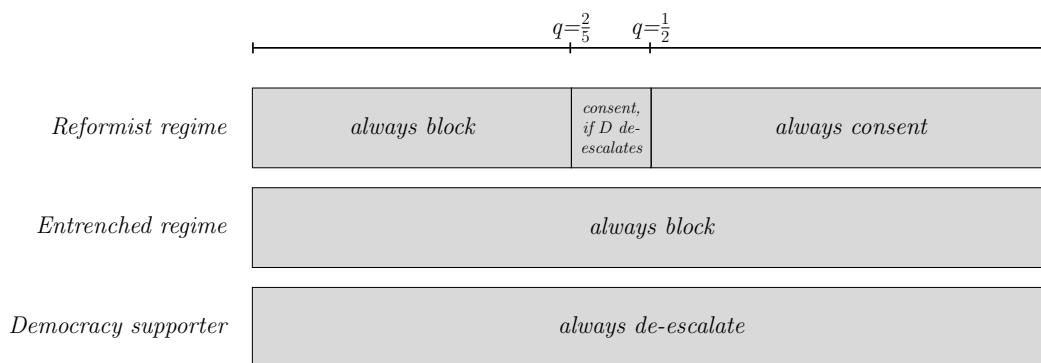 q=2/5 q=1/2
Reformist regime always block consent, if D de-escalates always consent
Entrenched regime always block
Democracy supporter always de-escalate